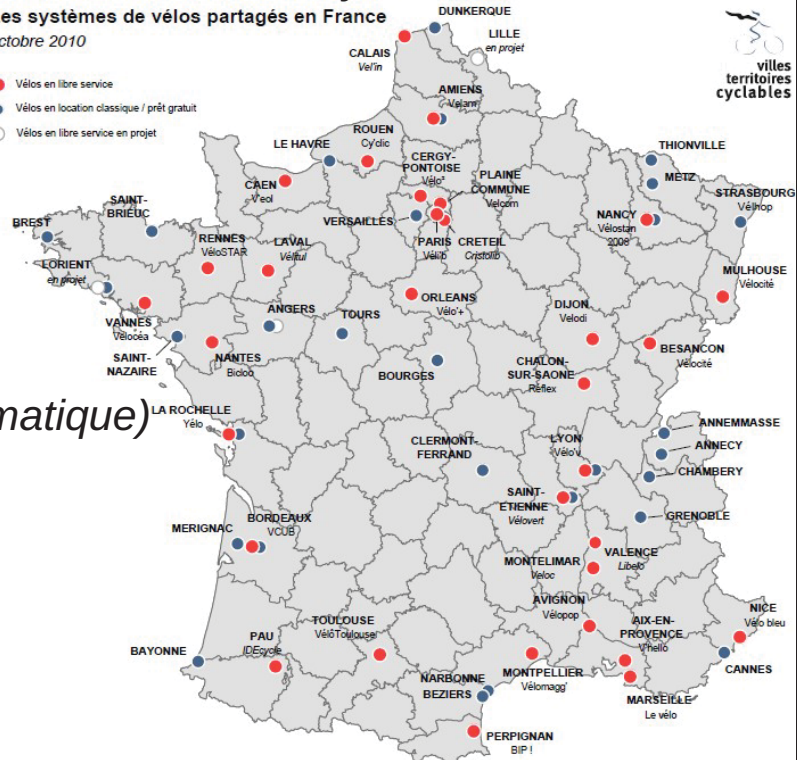 es systèmes de vélos partagés en France
ctobre 2010
Vélos en libre service
Vélos en location classique / prêt gratuit
Vélos en libre service en projet
villes
territoires
cyclables
DUNKERQUE
LILLE
en projet
CALAIS
Vel'in
AMIENS
Velam
ROUEN
Cy'clic
LE HAVRE
CERGY-
PONTOISE
Vélo²
PLAINE
COMMUNE
Velcom
THIONVILLE
METZ
STRASBOURG
Vélhop
CAEN
V'eol
VERSAILLES
NANCY
Vélostan
2008
SAINT-
BRIEUC
BREST
RENNES
VéloSTAR
LAVAL
Vélitul
PARIS
Vélib
CRETEIL
Cristolib
LORIENT
en projet
MULHOUSE
Vélocité
ORLEANS
Vélo'+
ANGERS
TOURS
DIJON
Velodi
VANNES
Vélocéa
BESANCON
Vélocité
SAINT-
NAZAIRE
NANTES
Bicloo
BOURGES
CHALON-
SUR-SAONE
Réflex
matique)
LA ROCHELLE
Yélo
ANNEMMASSE
ANNECY
CHAMBERY
CLERMONT-
FERRAND
LYON
Vélo'v
SAINT-
ETIENNE
Vélovert
GRENOBLE
MERIGNAC
BORDEAUX
VCUB
VALENCE
Libelo
MONTELIMAR
Veloc
AVIGNON
Vélopop
NICE
Vélo bleu
AIX-EN-
PROVENCE
V'hello
TOULOUSE
VélôToulouse
PAU
IDEcycle
BAYONNE
CANNES
NARBONNE
BEZIERS
MONTPELLIER
Vélomagg'
MARSEILLE
Le vélo
PERPIGNAN
BIP !